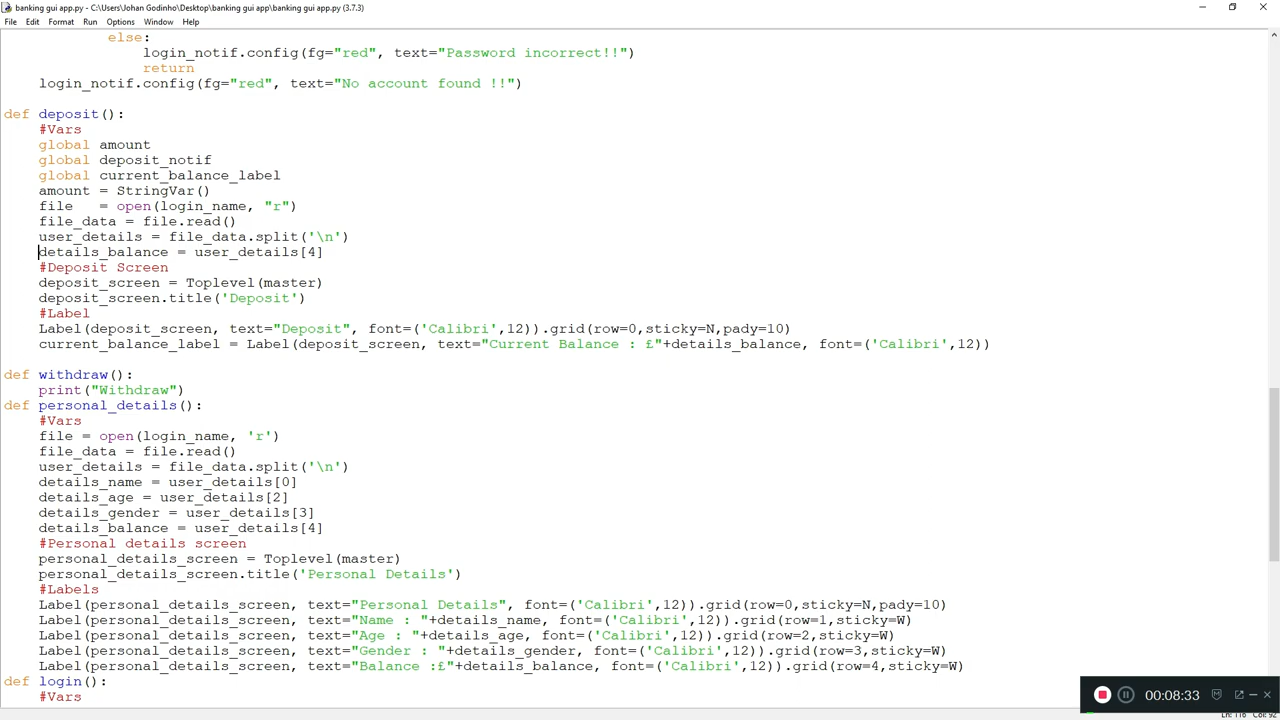 banking gui app.py - C:\Users\Johan Godinho\Desktop\banking gui app\banking gui app.py (3.7.3)
File Edit Format Run Options Window Help
else:
login_notif.config(fg="red", text="Password incorrect!!")
return
login_notif.config(fg="red", text="No account found !!")
def deposit():
#Vars
global amount
global deposit_notif
global current_balance_label
amount = StringVar()
file   = open(login_name, "r")
file_data = file.read()
user_details = file_data.split('\n')
details_balance = user_details[4]
#Deposit Screen
deposit_screen = Toplevel(master)
deposit_screen.title('Deposit')
#Label
Label(deposit_screen, text="Deposit", font=('Calibri',12)).grid(row=0,sticky=N,pady=10)
current_balance_label = Label(deposit_screen, text="Current Balance : £"+details_balance, font=('Calibri',12))
def withdraw():
print("Withdraw")
def personal_details():
#Vars
file = open(login_name, 'r')
file_data = file.read()
user_details = file_data.split('\n')
details_name = user_details[0]
details_age = user_details[2]
details_gender = user_details[3]
details_balance = user_details[4]
#Personal details screen
personal_details_screen = Toplevel(master)
personal_details_screen.title('Personal Details')
#Labels
Label(personal_details_screen, text="Personal Details", font=('Calibri',12)).grid(row=0,sticky=N,pady=10)
Label(personal_details_screen, text="Name : "+details_name, font=('Calibri',12)).grid(row=1,sticky=W)
Label(personal_details_screen, text="Age : "+details_age, font=('Calibri',12)).grid(row=2,sticky=W)
Label(personal_details_screen, text="Gender : "+details_gender, font=('Calibri',12)).grid(row=3,sticky=W)
Label(personal_details_screen, text="Balance :£"+details_balance, font=('Calibri',12)).grid(row=4,sticky=W)
def login():
#Vars
00:08:33